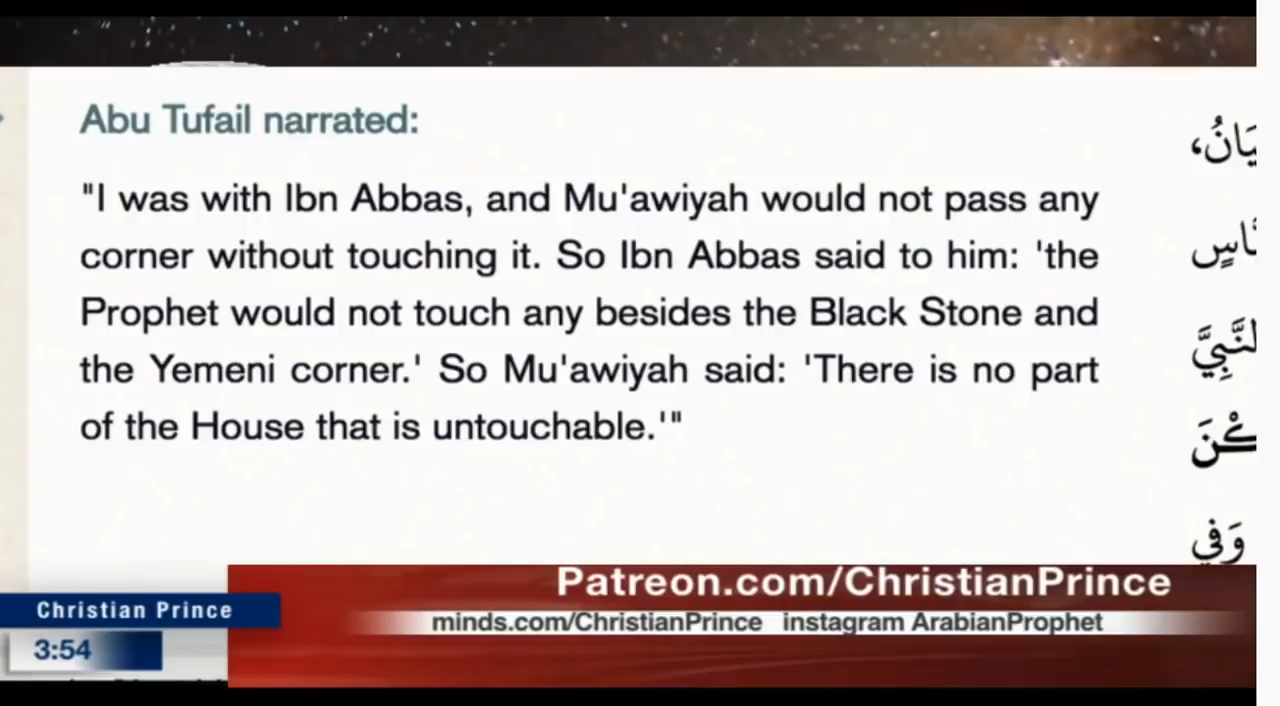 Abu Tufail narrated:
"I was with Ibn Abbas, and Mu'awiyah would not pass any
corner without touching it. So Ibn Abbas said to him: 'the
Prophet would not touch any besides the Black Stone and
the Yemeni corner.' So Mu'awiyah said: 'There is no part
of the House that is untouchable.'"
وَفِي
Patreon.com/ChristianPrince
minds.com/ChristianPrince instagram ArabianProphet
Christian Prince
3:54